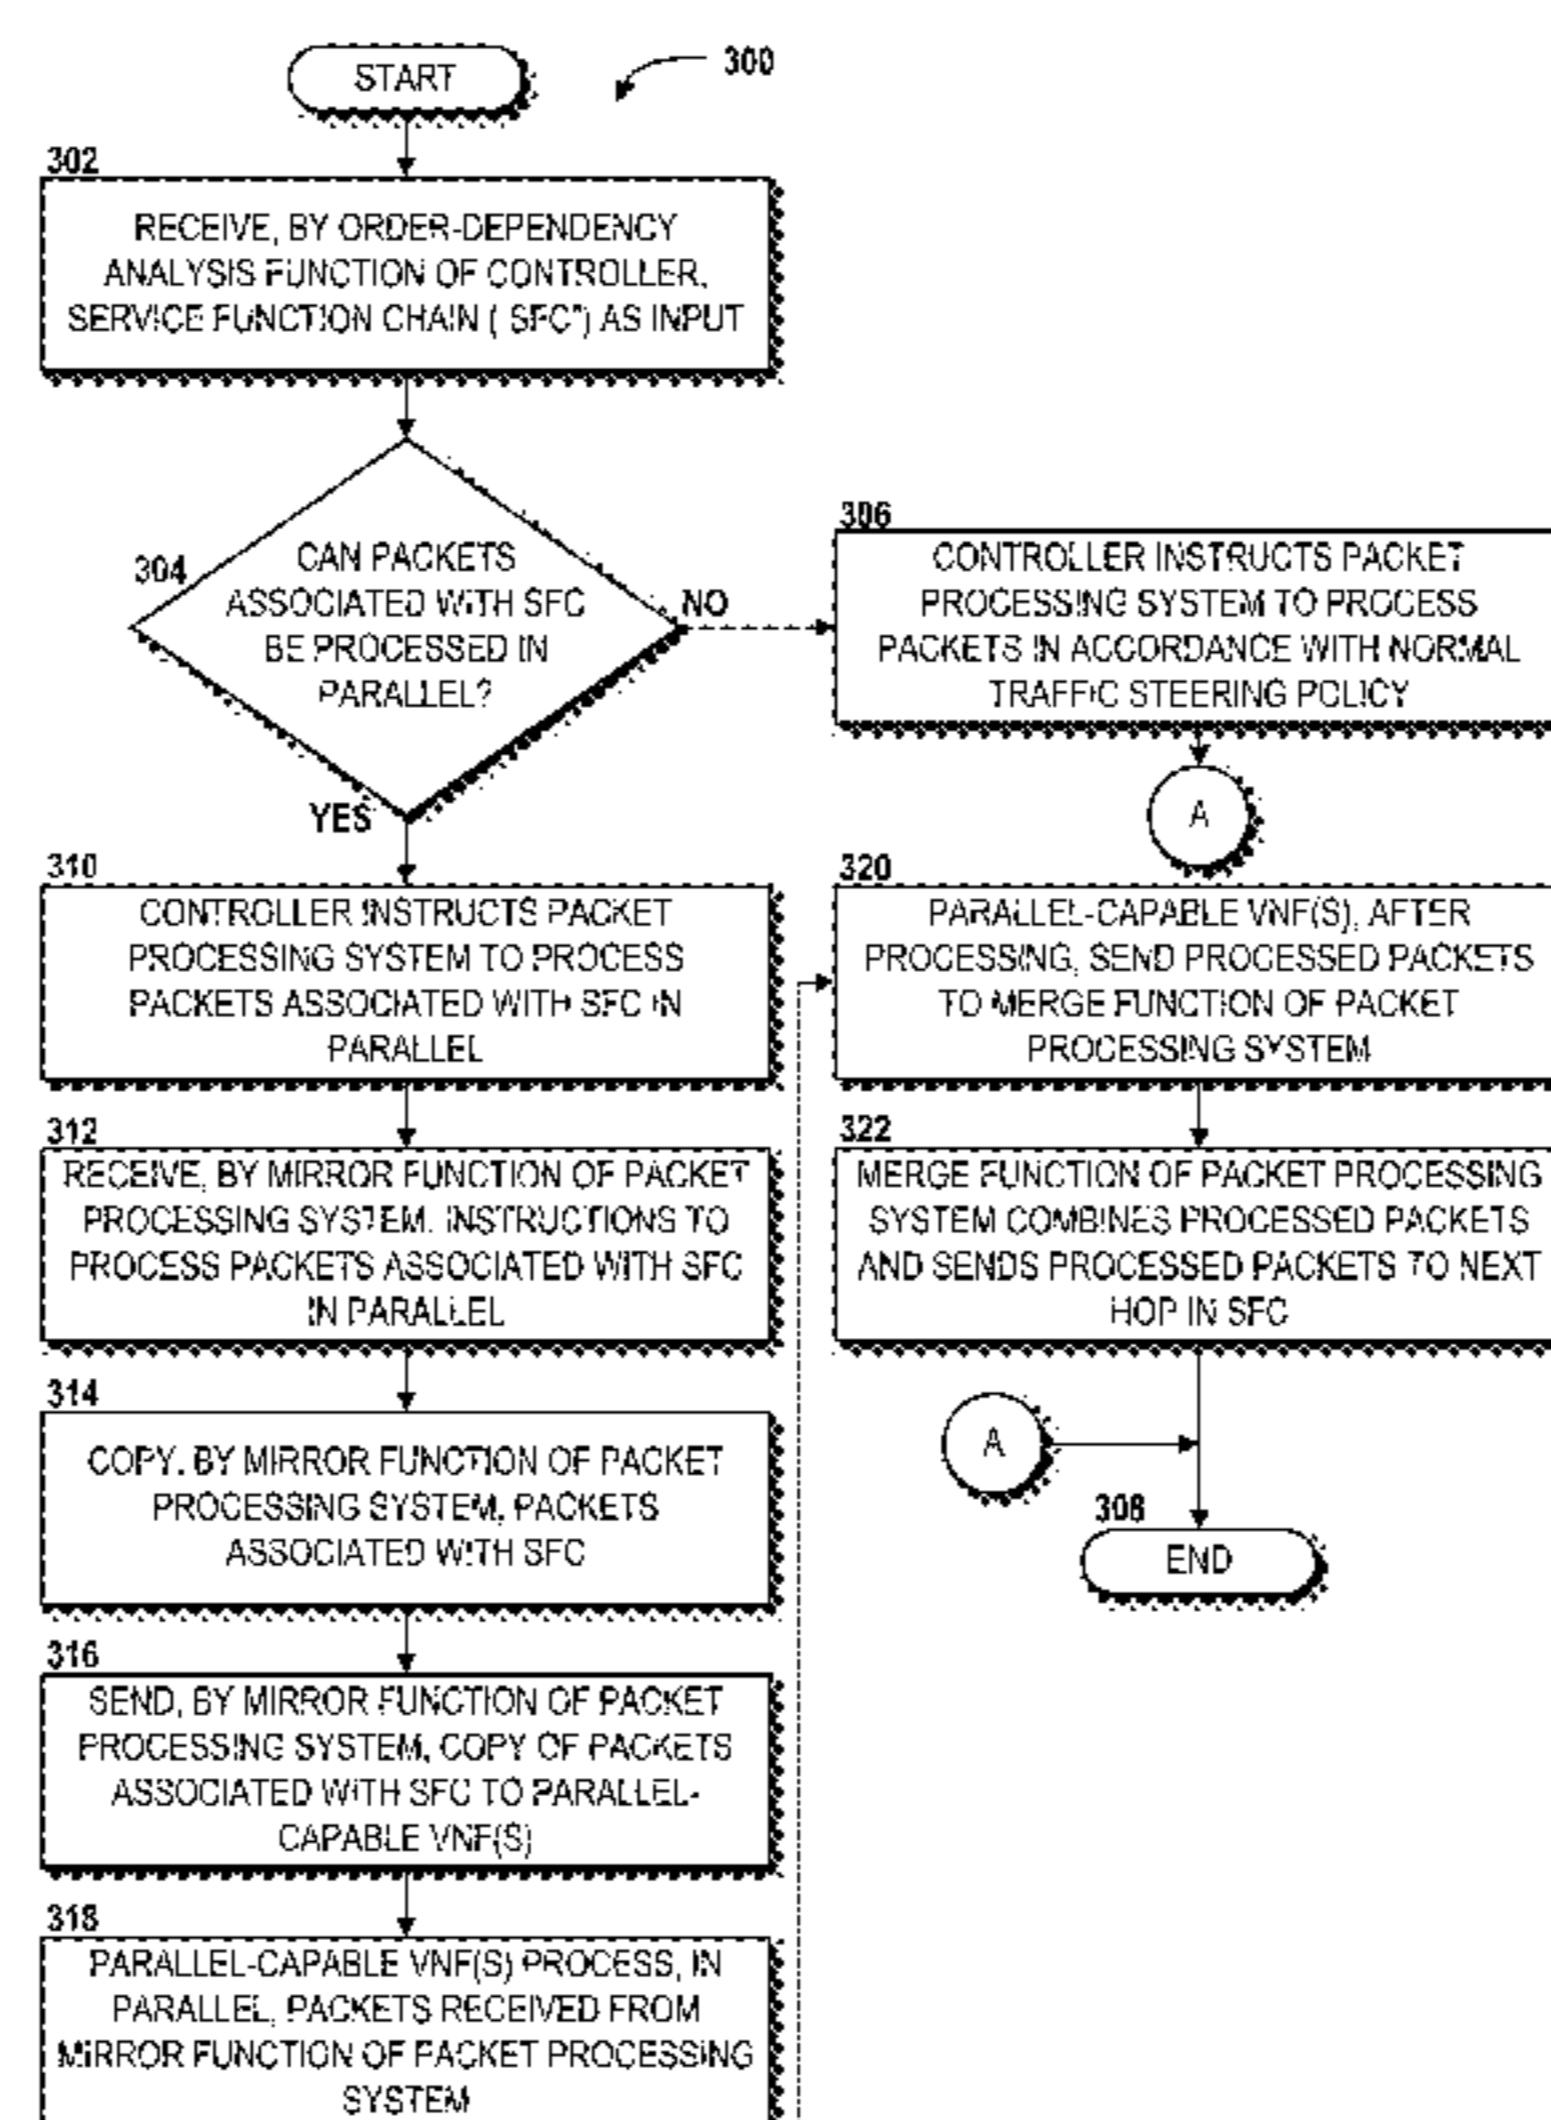 START
300
302
RECEIVE, BY ORDER-DEPENDENCY
ANALYSIS FUNCTION OF CONTROLLER,
SERVICE FUNCTION CHAIN ( SFC") AS INPUT
304
CAN PACKETS
ASSOCIATED WITH SFC
BE PROCESSED IN
PARALLEL?
NO
YES
306
CONTROLLER INSTRUCTS PACKET
PROCESSING SYSTEM TO PROCESS
PACKETS IN ACCORDANCE WITH NORMAL
TRAFFIC STEERING POLICY
A
310
CONTROLLER INSTRUCTS PACKET
PROCESSING SYSTEM TO PROCESS
PACKETS ASSOCIATED WITH SFC IN
PARALLEL
312
RECEIVE, BY MIRROR FUNCTION OF PACKET
PROCESSING SYSTEM, INSTRUCTIONS TO
PROCESS PACKETS ASSOCIATED WITH SFC
IN PARALLEL
314
COPY, BY MIRROR FUNCTION OF PACKET
PROCESSING SYSTEM, PACKETS
ASSOCIATED WITH SFC
316
SEND, BY MIRROR FUNCTION OF PACKET
PROCESSING SYSTEM, COPY OF PACKETS
ASSOCIATED WITH SFC TO PARALLEL-
CAPABLE VNF(S)
318
PARALLEL-CAPABLE VNF(S) PROCESS, IN
PARALLEL, PACKETS RECEIVED FROM
MIRROR FUNCTION OF PACKET PROCESSING
SYSTEM
320
PARALLEL-CAPABLE VNF(S), AFTER
PROCESSING, SEND PROCESSED PACKETS
TO MERGE FUNCTION OF PACKET
PROCESSING SYSTEM
322
MERGE FUNCTION OF PACKET PROCESSING
SYSTEM COMBINES PROCESSED PACKETS
AND SENDS PROCESSED PACKETS TO NEXT
HOP IN SFC
A
308
END